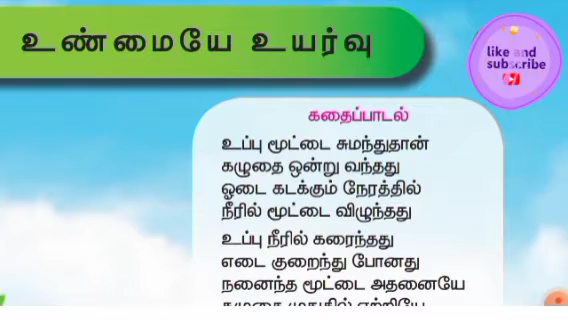 உண்மையே உயர்வு
like and
subscribe
கதைப்பாடல்
உப்பு மூட்டை சுமந்துதான்
கழுதை ஒன்று வந்தது
ஓடை கடக்கும் நேரத்தில்
நீரில் மூட்டை விழுந்தது
உப்பு நீரில் கரைந்தது
எடை குறைந்து போனது
நனைந்த மூட்டை அதனையே